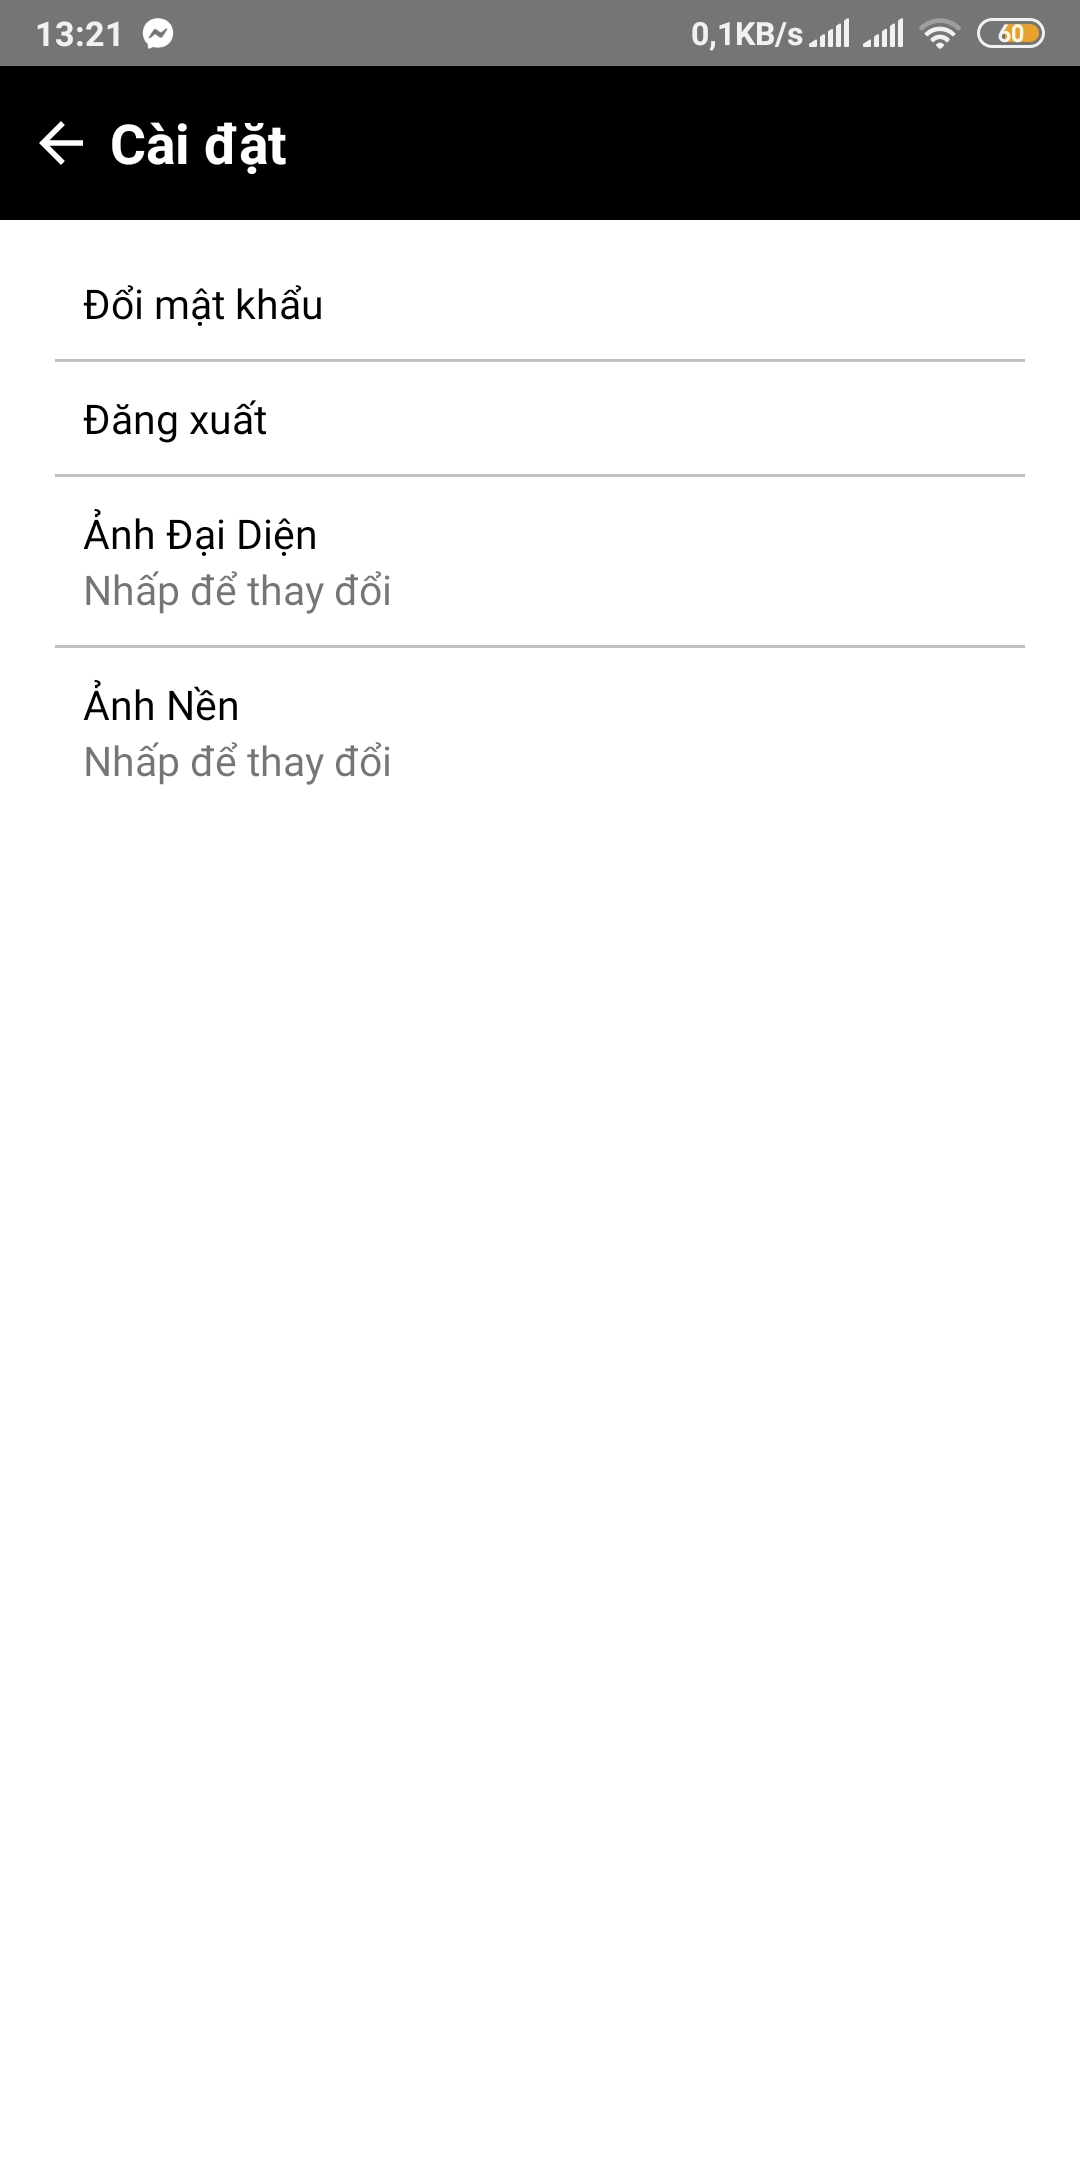 13:21 0,1KB/s 60
Cài đặt
Đổi mật khẩu
Đăng xuất
Ảnh Đại Diện
Nhấp để thay đổi
Ảnh Nền
Nhấp để thay đổi